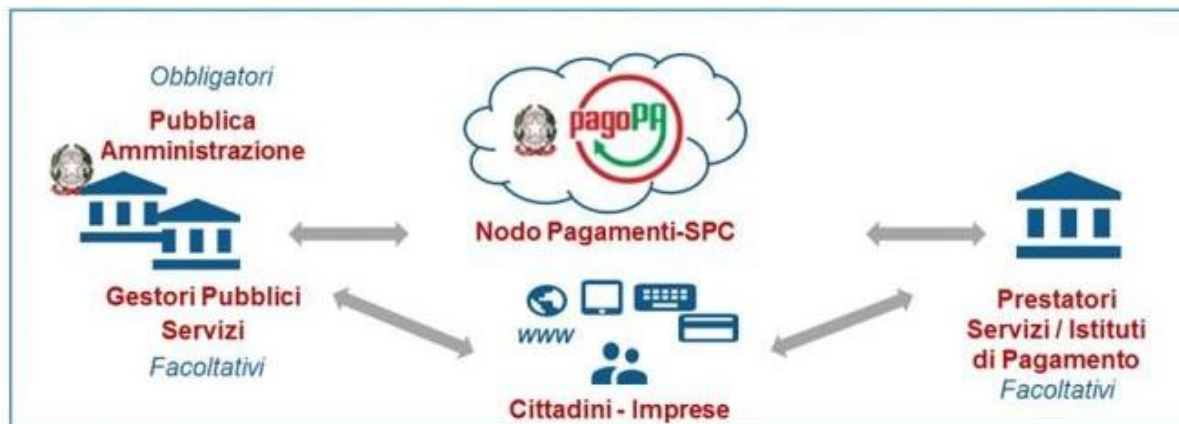 Obbligatori
Pubblica
Amministrazione
Gestori Pubblici
Servizi
Facoltativi
pagoPA
Nodo Pagamenti-SPC
www
Cittadini - Imprese
Prestatori
Servizi / Istituti
di Pagamento
Facoltativi